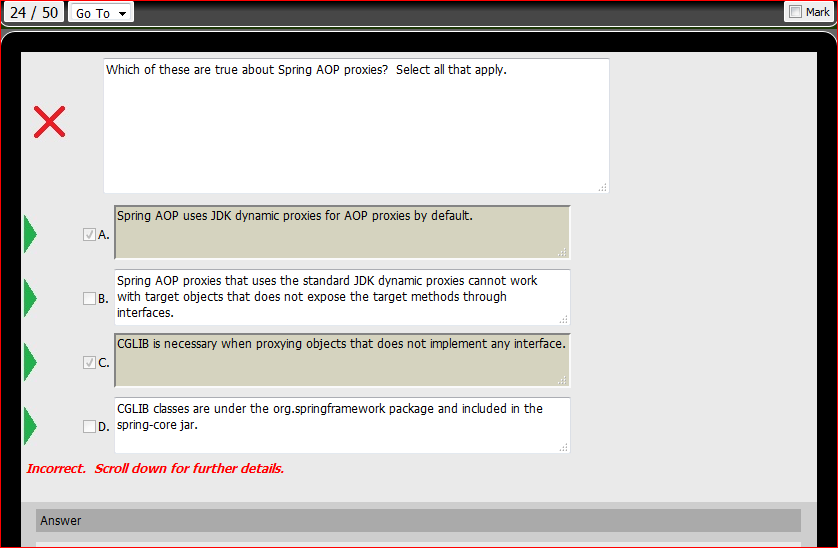 24 / 50 Go To Mark
Which of these are true about Spring AOP proxies?  Select all that apply.
A. Spring AOP uses JDK dynamic proxies for AOP proxies by default.
B. Spring AOP proxies that uses the standard JDK dynamic proxies cannot work
with target objects that does not expose the target methods through
interfaces.
C. CGLIB is necessary when proxying objects that does not implement any interface.
D. CGLIB classes are under the org.springframework package and included in the
spring-core jar.
Incorrect.  Scroll down for further details.
Answer